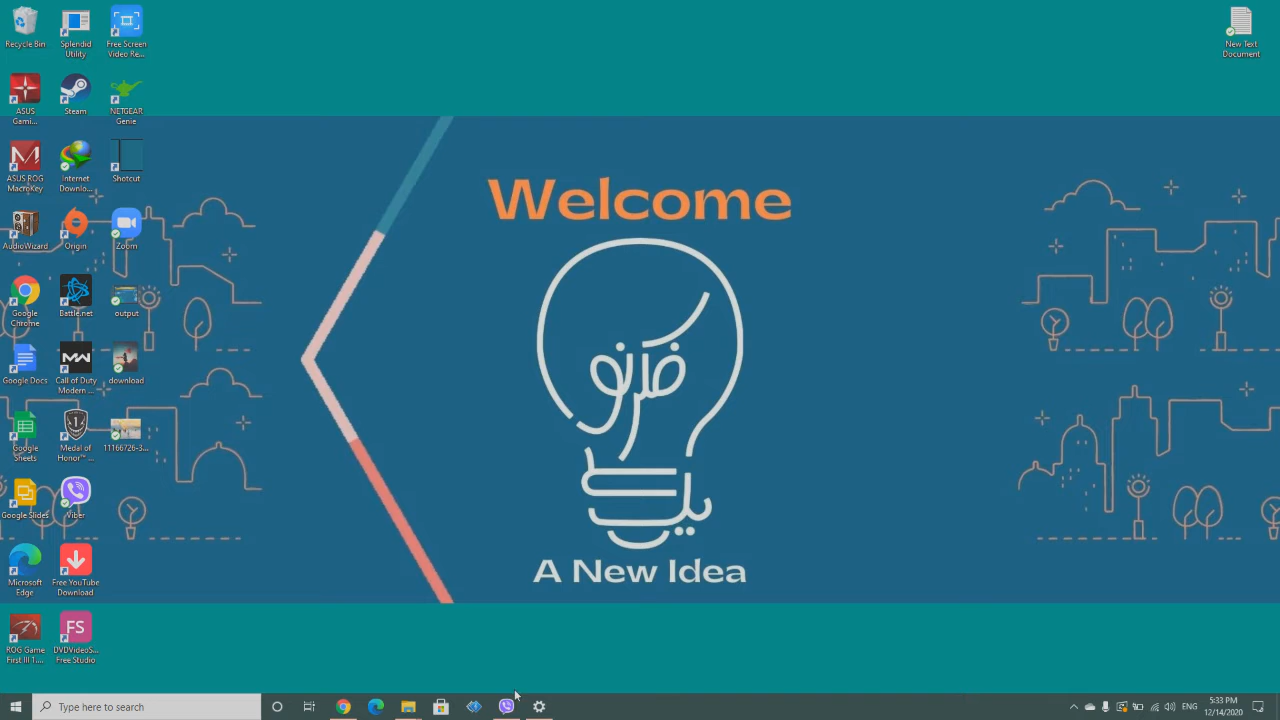 Recycle Bin
Splendid
Utility
Free Screen
Video Re...
New Text
Document
ASUS
Gami...
Steam
NETGEAR
Genie
ASUS ROG
MacroKey
Internet
Downlo...
Shotcut
AudioWizard
Origin
Zoom
Google
Chrome
Battle.net
output
Google Docs
Call of Duty
Modern ...
download
Google
Sheets
Medal of
Honor™ ...
11166726-3...
Google Slides
Viber
Microsoft
Edge
Free YouTube
Download
ROG Game
First III 1....
FS
DVDVideoS...
Free Studio
Welcome
فکر نو
یک
A New Idea
Type here to search
ENG
5:33 PM
12/14/2020